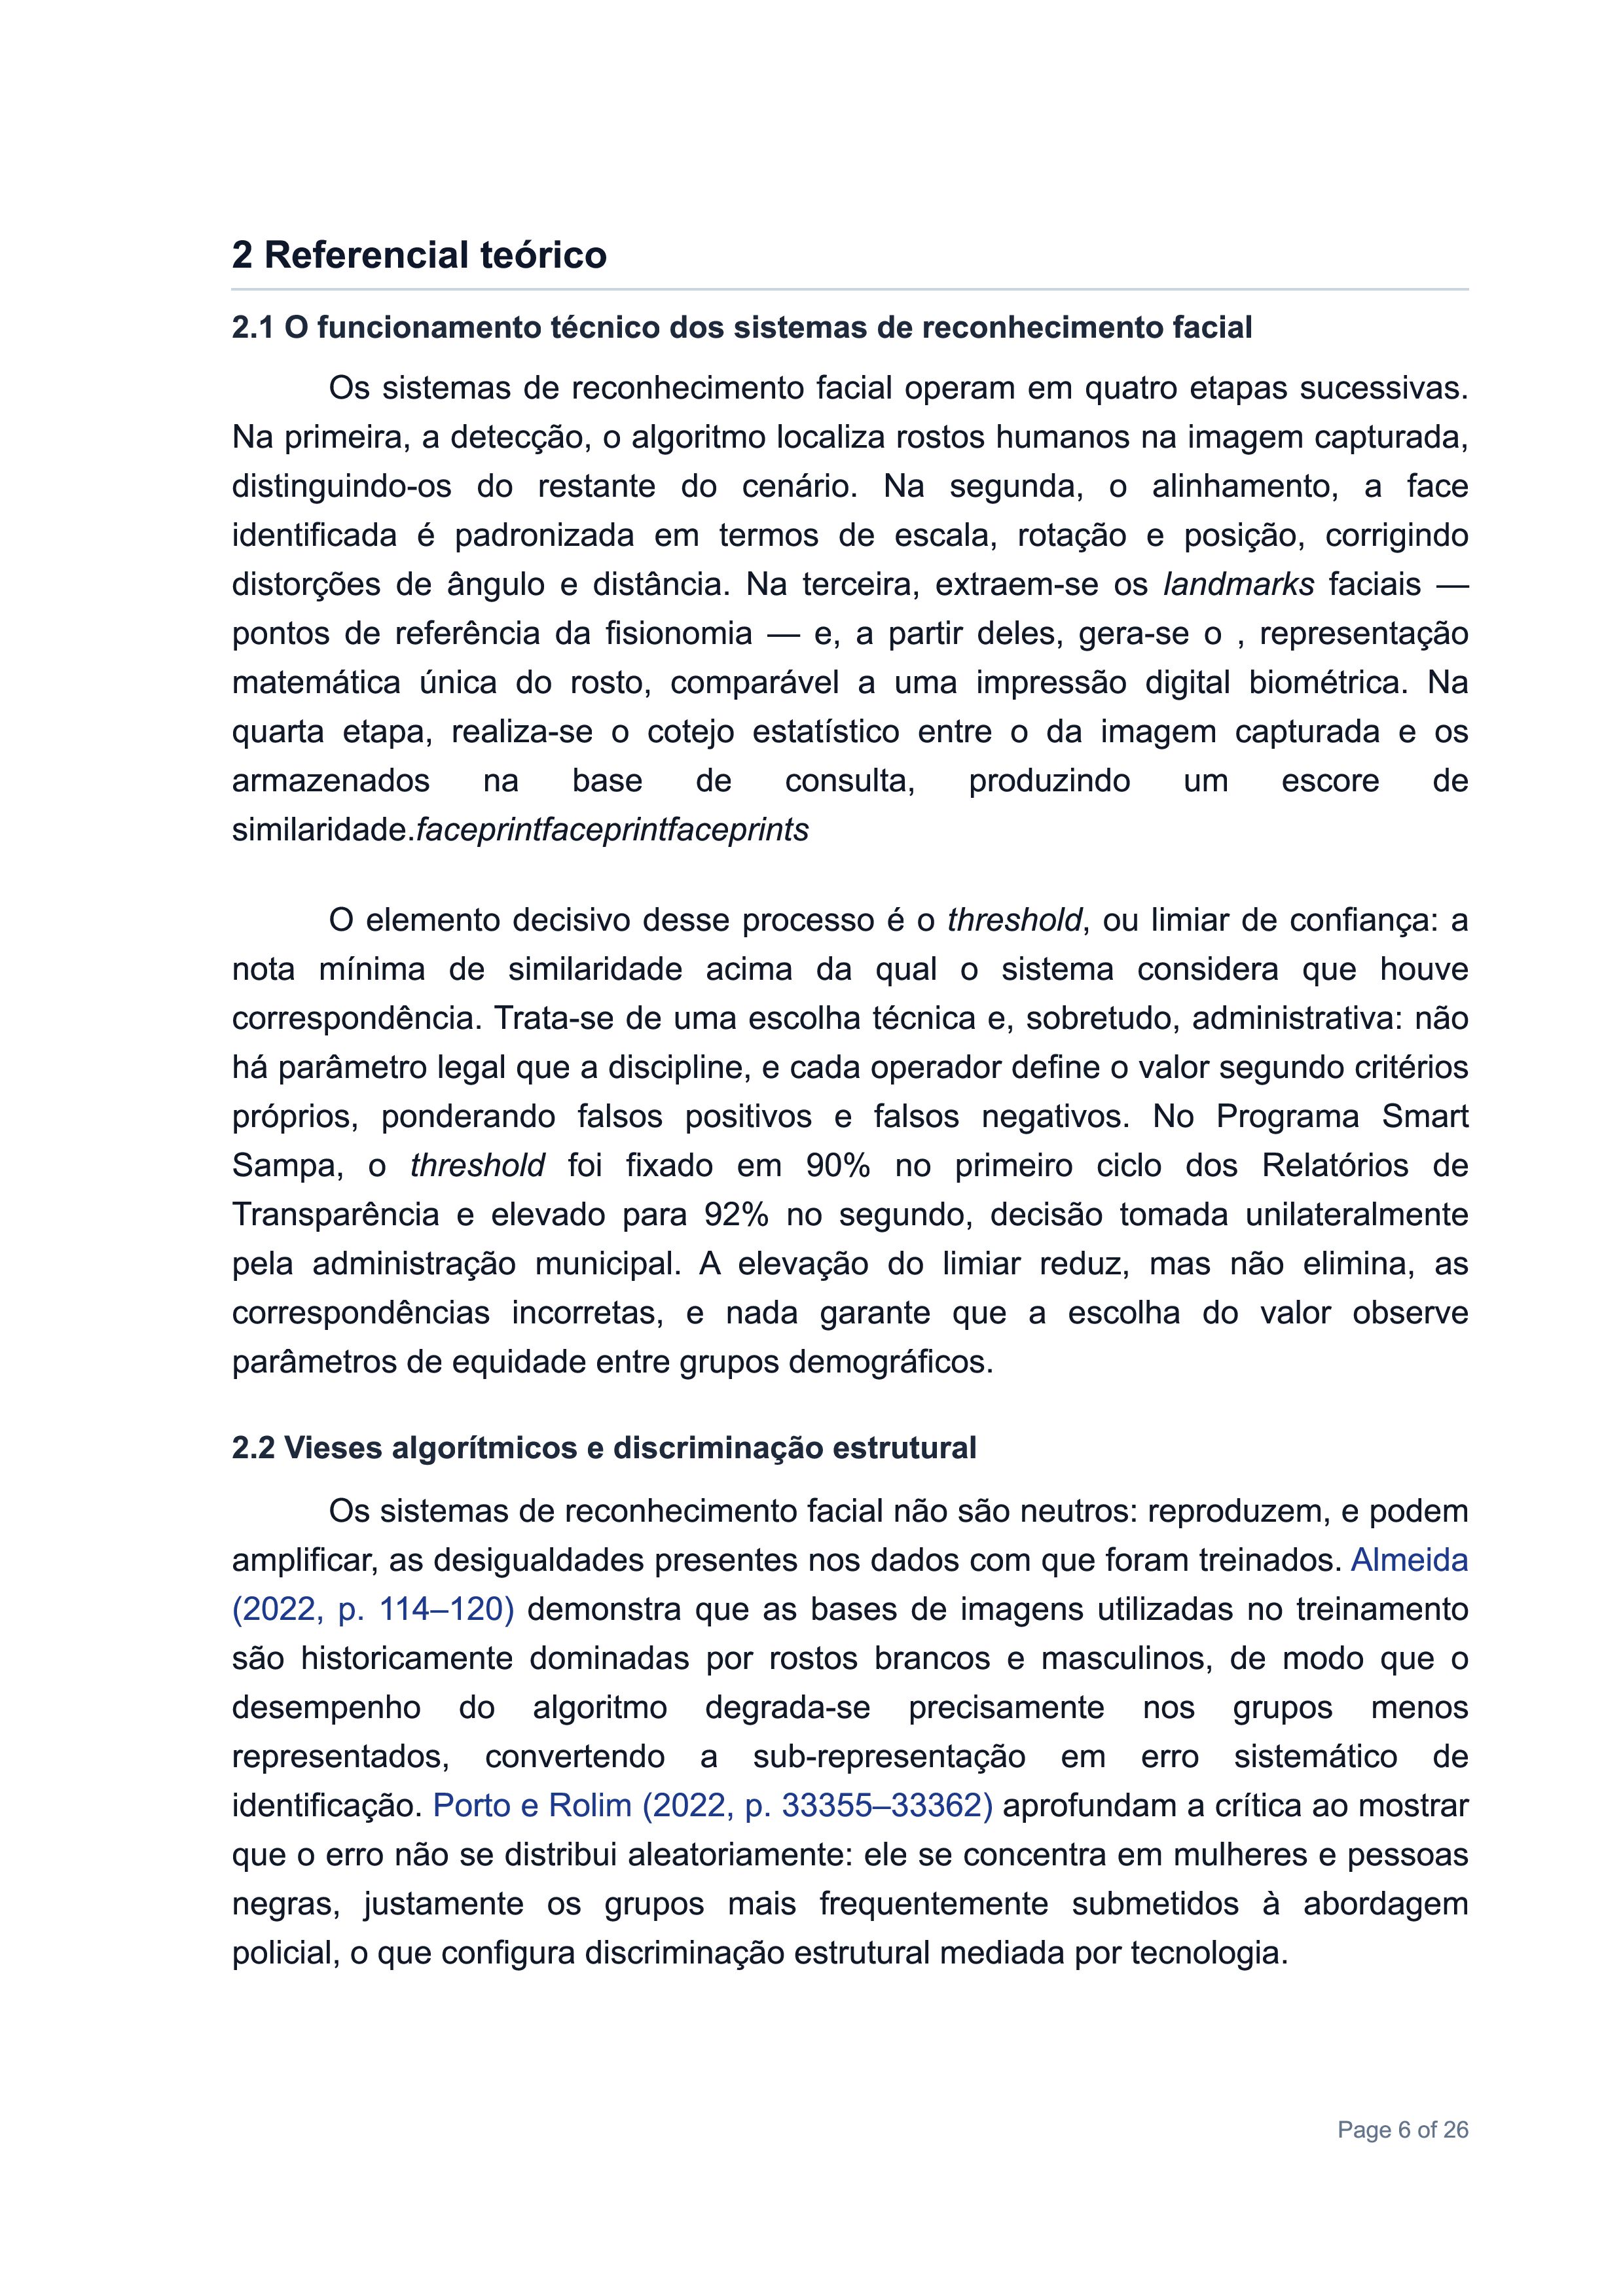 2 Referencial teórico
2.1 O funcionamento técnico dos sistemas de reconhecimento facial
Os sistemas de reconhecimento facial operam em quatro etapas sucessivas.
Na primeira, a detecção, o algoritmo localiza rostos humanos na imagem capturada,
distinguindo-os do restante do cenário. Na segunda, o alinhamento, a face
identificada é padronizada em termos de escala, rotação e posição, corrigindo
distorções de ângulo e distância. Na terceira, extraem-se os landmarks faciais —
pontos de referência da fisionomia — e, a partir deles, gera-se o , representação
matemática única do rosto, comparável a uma impressão digital biométrica. Na
quarta etapa, realiza-se o cotejo estatístico entre o da imagem capturada e os
armazenados na base de consulta, produzindo um escore de
similaridade.faceprintfaceprintfaceprints
O elemento decisivo desse processo é o threshold, ou limiar de confiança: a
nota mínima de similaridade acima da qual o sistema considera que houve
correspondência. Trata-se de uma escolha técnica e, sobretudo, administrativa: não
há parâmetro legal que a discipline, e cada operador define o valor segundo critérios
próprios, ponderando falsos positivos e falsos negativos. No Programa Smart
Sampa, o threshold foi fixado em 90% no primeiro ciclo dos Relatórios de
Transparência e elevado para 92% no segundo, decisão tomada unilateralmente
pela administração municipal. A elevação do limiar reduz, mas não elimina, as
correspondências incorretas, e nada garante que a escolha do valor observe
parâmetros de equidade entre grupos demográficos.
2.2 Vieses algorítmicos e discriminação estrutural
Os sistemas de reconhecimento facial não são neutros: reproduzem, e podem
amplificar, as desigualdades presentes nos dados com que foram treinados. Almeida
(2022, p. 114–120) demonstra que as bases de imagens utilizadas no treinamento
são historicamente dominadas por rostos brancos e masculinos, de modo que o
desempenho do algoritmo degrada-se precisamente nos grupos menos
representados, convertendo a sub-representação em erro sistemático de
identificação. Porto e Rolim (2022, p. 33355–33362) aprofundam a crítica ao mostrar
que o erro não se distribui aleatoriamente: ele se concentra em mulheres e pessoas
negras, justamente os grupos mais frequentemente submetidos à abordagem
policial, o que configura discriminação estrutural mediada por tecnologia.
Page 6 of 26